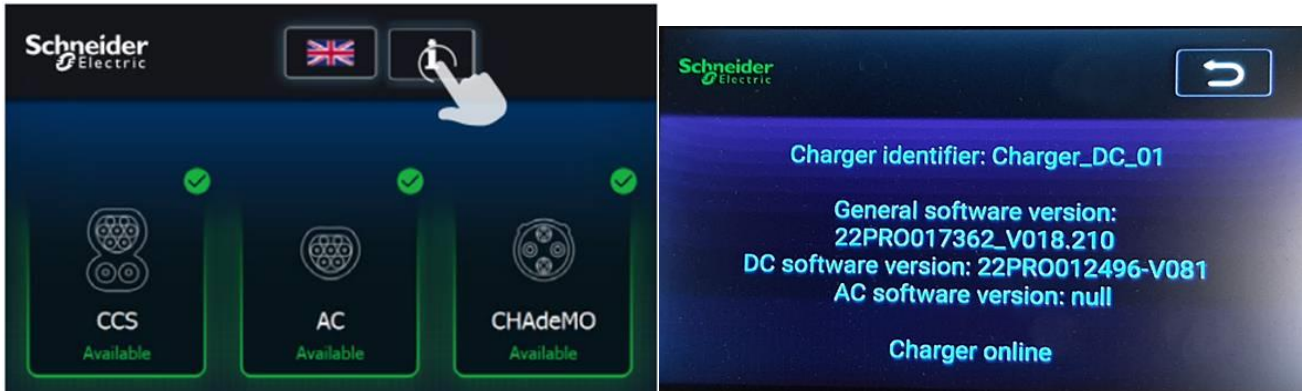 Schneider
Electric
i
CCS
Available
AC
Available
CHAdeMO
Available
Schneider
Electric
Charger identifier: Charger_DC_01
General software version:
22PRO017362_V018.210
DC software version: 22PRO012496-V081
AC software version: null
Charger online